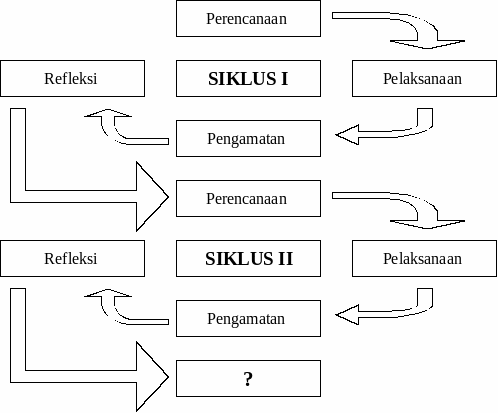 Perencanaan
Refleksi
SIKLUS I
Pelaksanaan
Pengamatan
Perencanaan
Refleksi
SIKLUS II
Pelaksanaan
Pengamatan
?